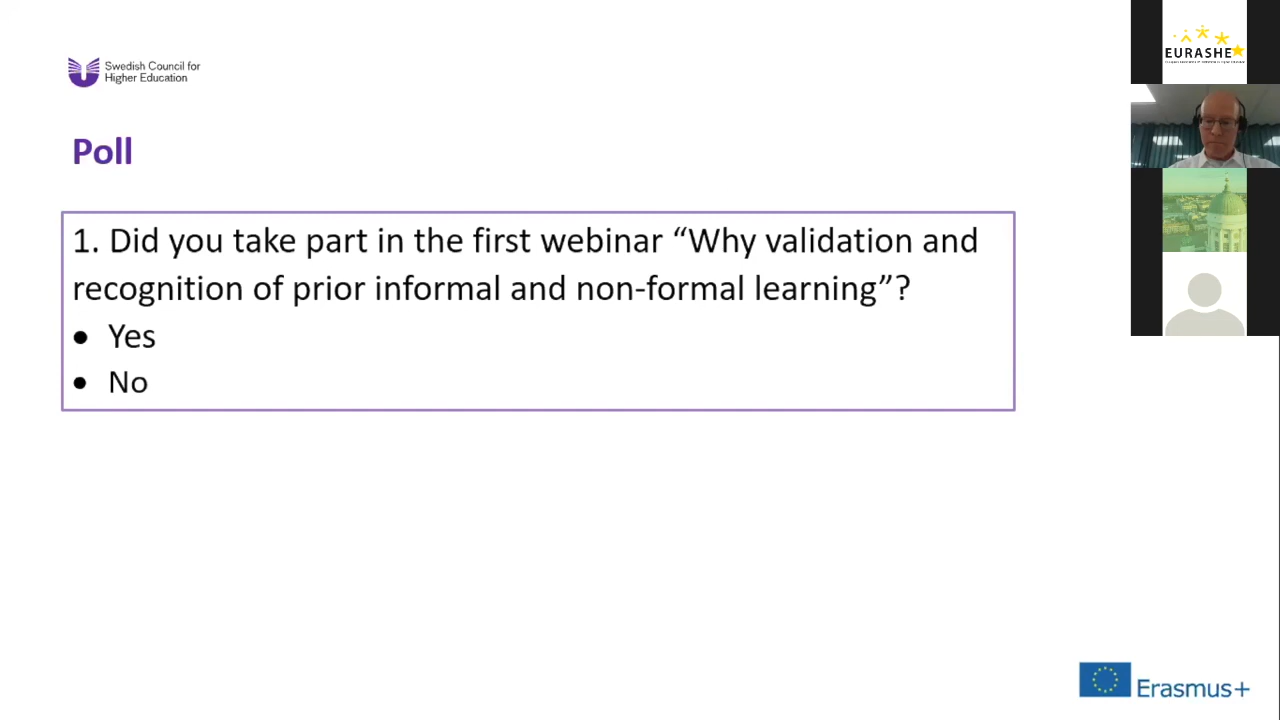 Swedish Council for
Higher Education
EURASHE
Poll
1. Did you take part in the first webinar “Why validation and
recognition of prior informal and non-formal learning”?
• Yes
• No
Erasmus+